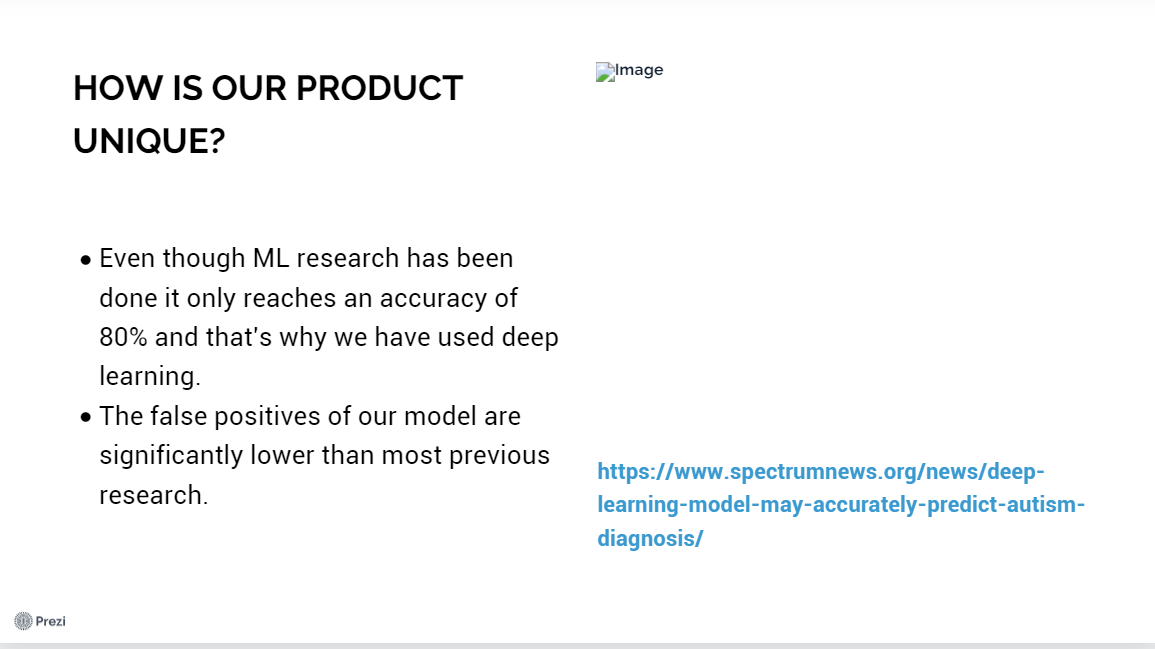 HOW IS OUR PRODUCT
UNIQUE?
Image
• Even though ML research has been
done it only reaches an accuracy of
80% and that's why we have used deep
learning.
• The false positives of our model are
significantly lower than most previous
research.
https://www.spectrumnews.org/news/deep-
learning-model-may-accurately-predict-autism-
diagnosis/
Prezi